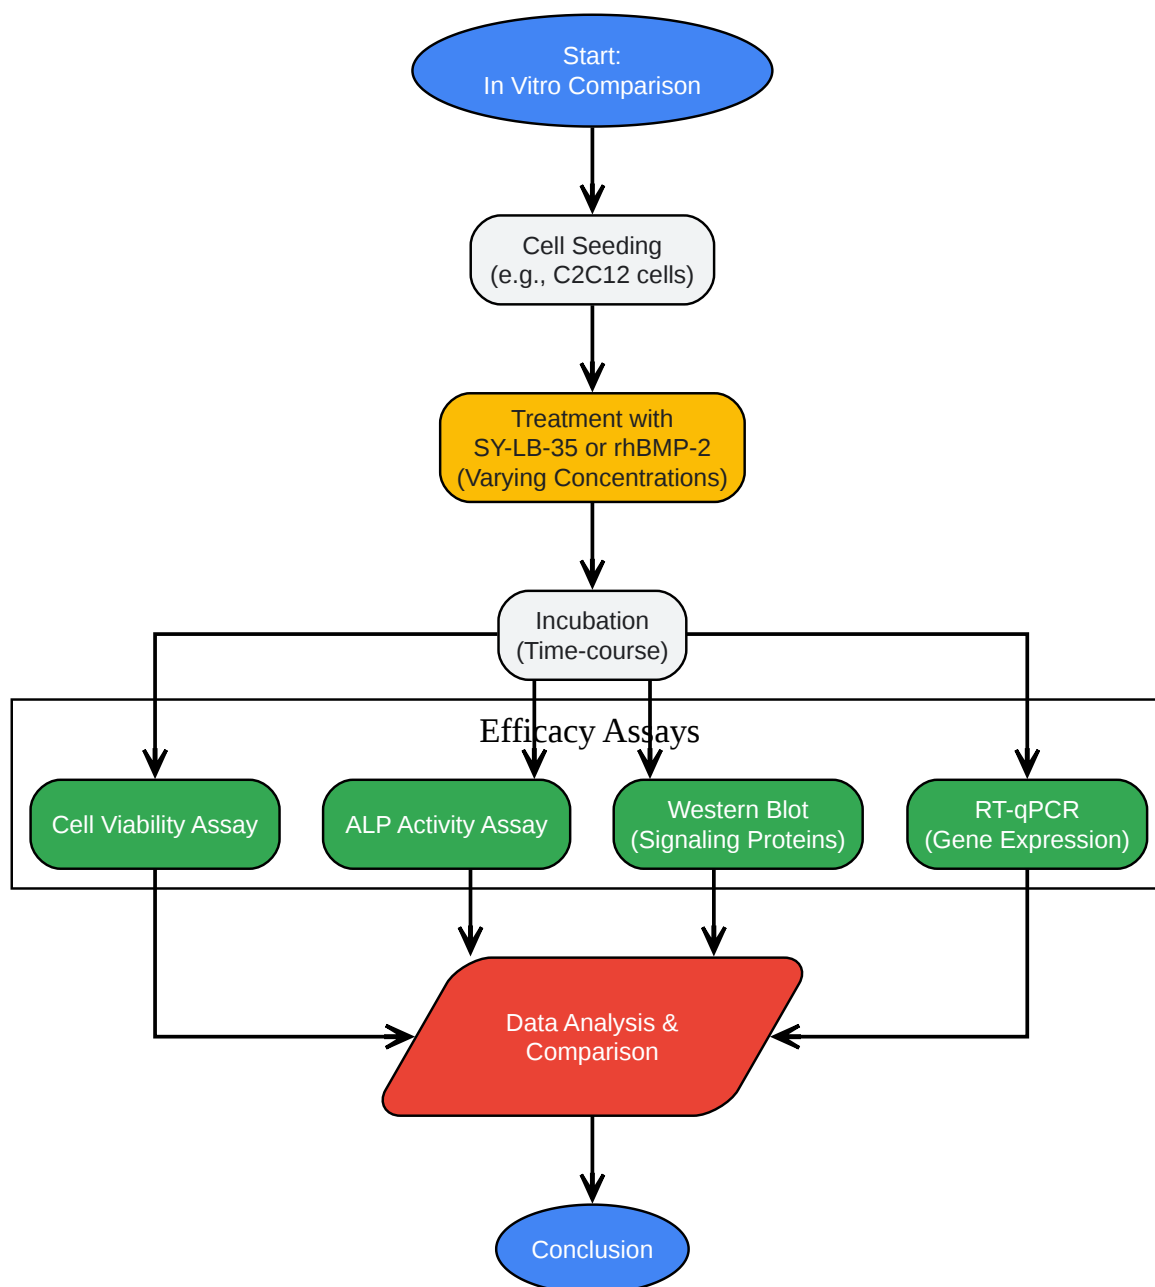 Start:
In Vitro Comparison
Cell Seeding
(e.g., C2C12 cells)
Treatment with
SY-LB-35 or rhBMP-2
(Varying Concentrations)
Incubation
(Time-course)
Efficacy Assays
Cell Viability Assay
ALP Activity Assay
Western Blot
(Signaling Proteins)
RT-qPCR
(Gene Expression)
Data Analysis &
Comparison
Conclusion